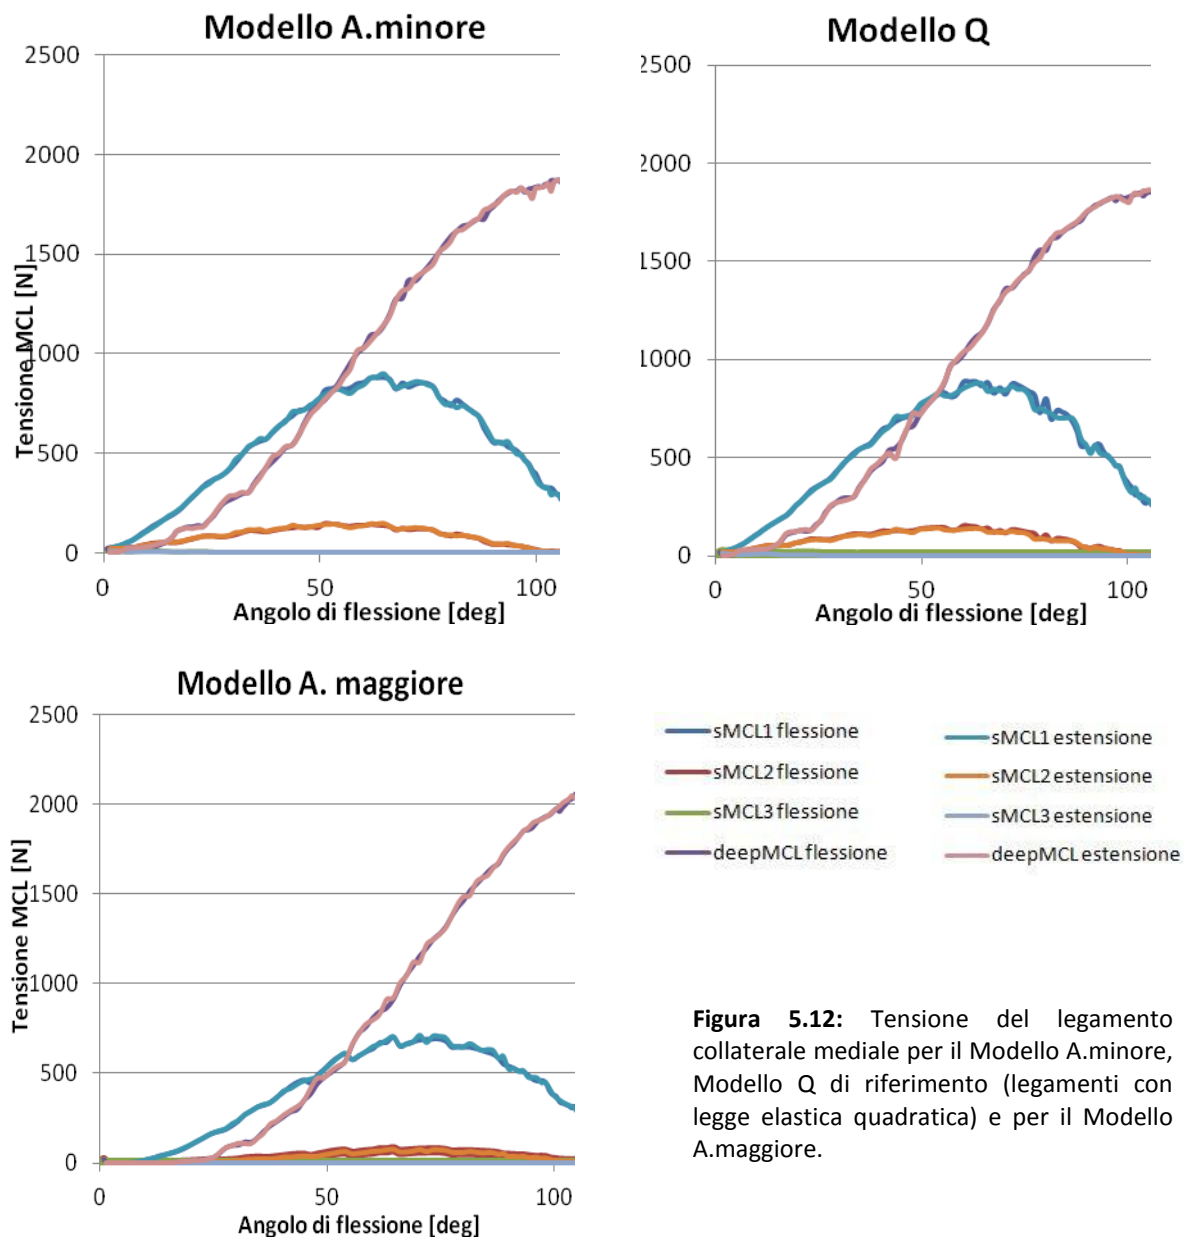 Modello A.minore
2500
2000
1500
1000
500
0
0 50 100
Tensione MCL [N]
Angolo di flessione [deg]
Modello Q
2500
2000
1500
1000
500
0
0 50 100
Angolo di flessione [deg]
Modello A. maggiore
2500
2000
1500
1000
500
0
0 50 100
Tensione MCL [N]
Angolo di flessione [deg]
sMCL1 flessione
sMCL2 flessione
sMCL3 flessione
deepMCL flessione
sMCL1 estensione
sMCL2 estensione
sMCL3 estensione
deepMCL estensione
Figura 5.12: Tensione del legamento
collaterale mediale per il Modello A.minore,
Modello Q di riferimento (legamenti con
legge elastica quadratica) e per il Modello
A.maggiore.